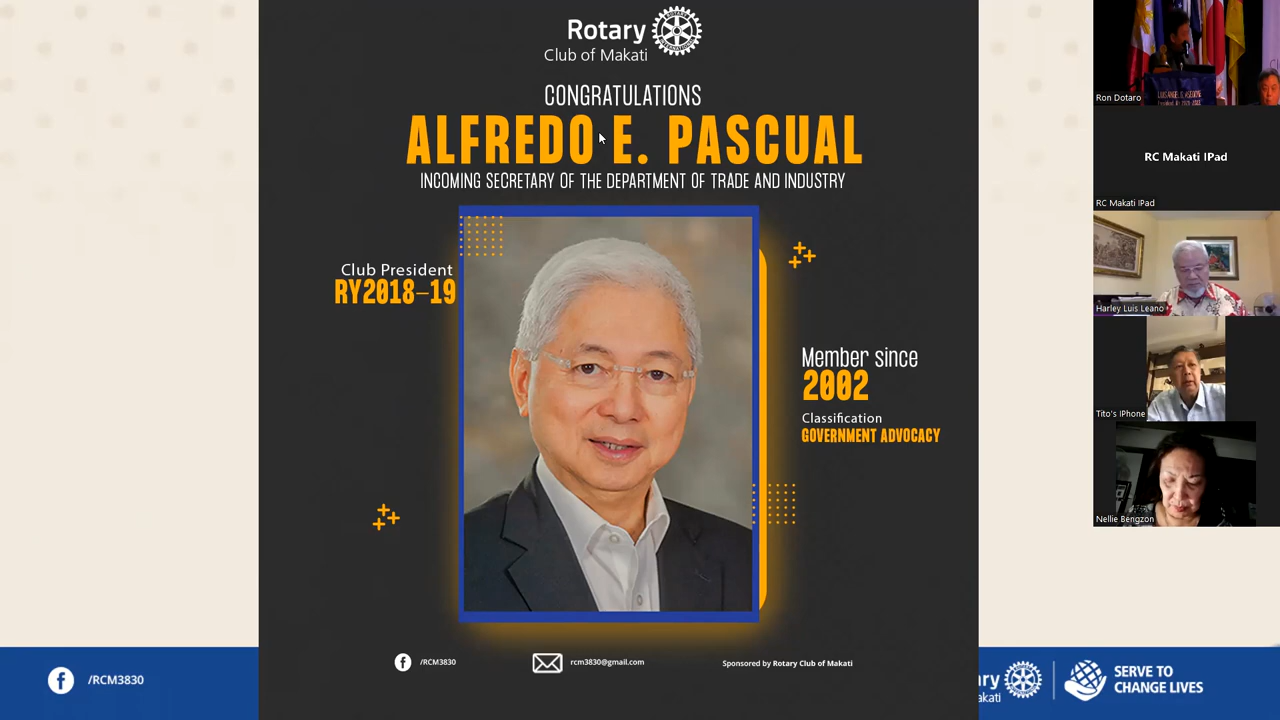 Rotary
Club of Makati
CONGRATULATIONS
ALFREDO E. PASCUAL
INCOMING SECRETARY OF THE DEPARTMENT OF TRADE AND INDUSTRY
Club President
RY2018-19
Member since
2002
Classification
GOVERNMENT ADVOCACY
/RCM3830
rcm3830@gmail.com
Sponsored by Rotary Club of Makati
/RCM3830
ry
akati
SERVE TO
CHANGE LIVES
Ron Dotaro
RC Makati IPad
RC Makati IPad
Harley Luis Leano
Tito's IPhone
Nellie Bengzon